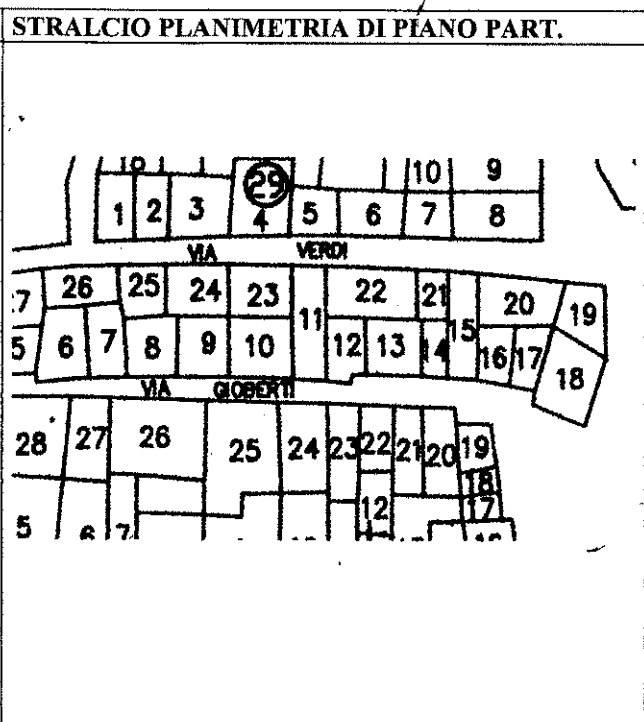 STRALCIO PLANIMETRIA DI PIANO PART.
10 9
29
1 2 3 4 5 6 7 8
VIA VERDI
26 25 24 23 11 22 21 15 20 19
6 7 8 9 10 12 13 14 16 17 18
VIA GIOBERTI
28 27 26 25 24 23 22 21 20 19
18
12 17
5 6 7